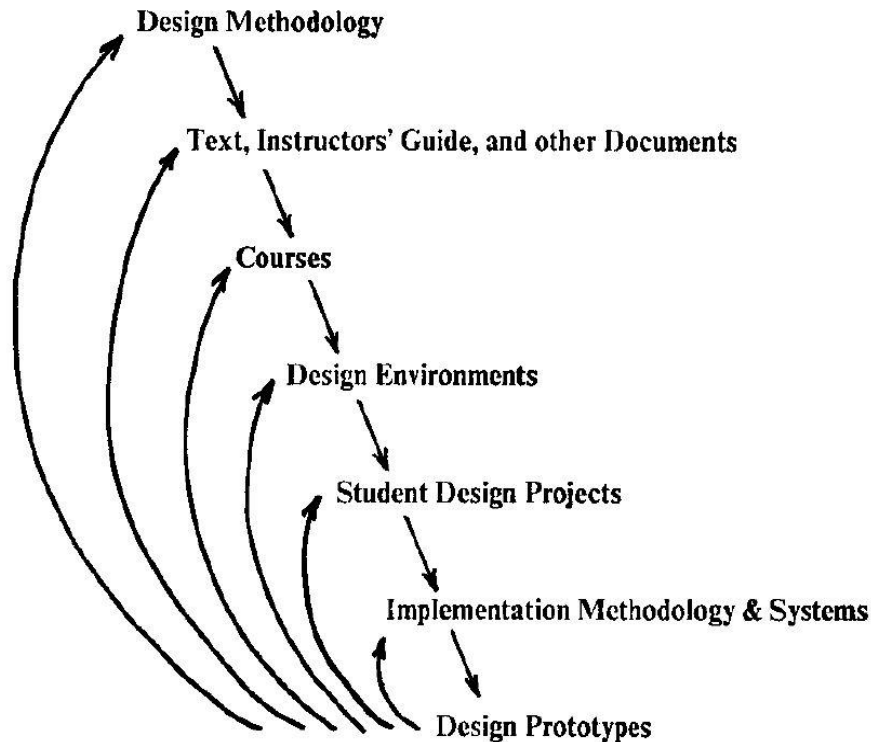 Design Methodology
Text, Instructors' Guide, and other Documents
Courses
Design Environments
Student Design Projects
Implementation Methodology & Systems
Design Prototypes